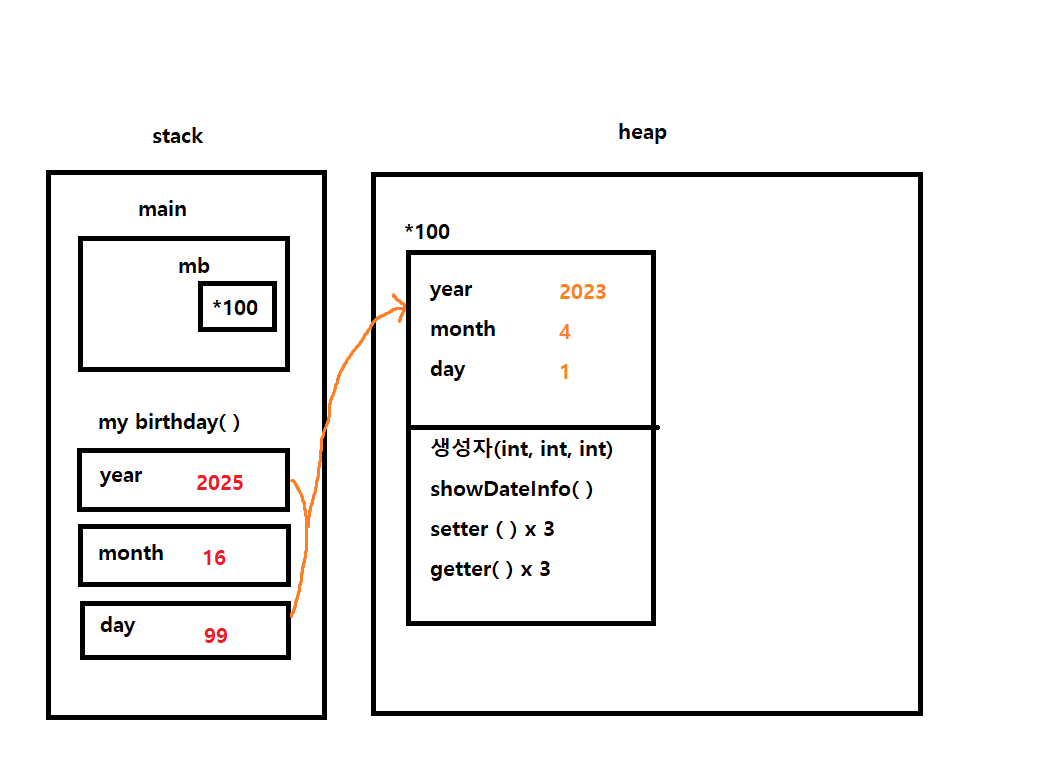 stack
main
mb
*100
my birthday( )
year 2025
month 16
day 99
heap
*100
year 2023
month 4
day 1
생성자(int, int, int)
showDateInfo( )
setter ( ) x 3
getter( ) x 3